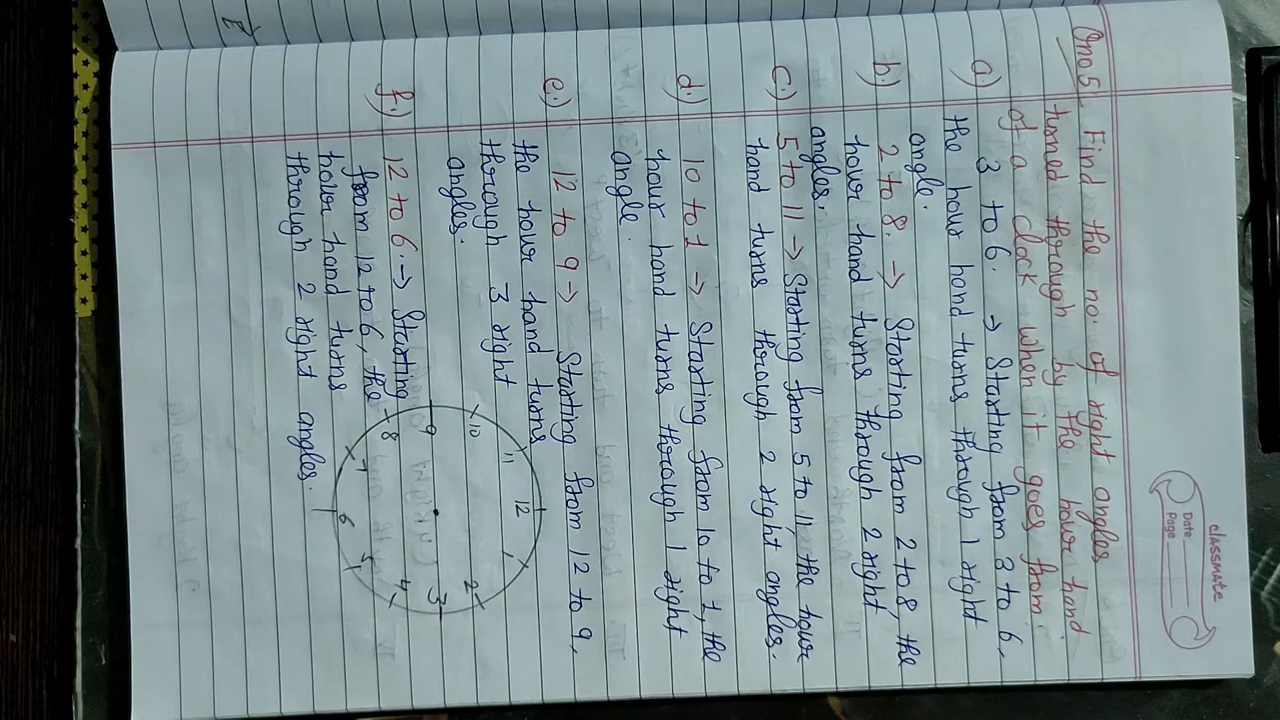 classmate
Date
Page
Qno5. Find the no. of right angles
turned thorough by the hour hand
of a clock when it goes from:
a.) 3 to 6. → Starting from 3 to 6,
the hour hand turns through 1 right
angle.
b.) 2 to 8. → Starting from 2 to 8, the
hour hand turns through 2 right
angles.
c.) 5 to 11 → Starting from 5 to 11, the hour
hand turns through 2 right angles.
d.) 10 to 1 → Starting from 10 to 1, the
hour hand turns thorough 1 right
angle.
e.) 12 to 9 → Starting from 12 to 9,
the hour hand turns
through 3 right
angles.
f.) 12 to 6. → Starting
from 12 to 6, the
hour hand turns
through 2 right angles.
12
11 1
10 2
9 3
8 4
7 5
6